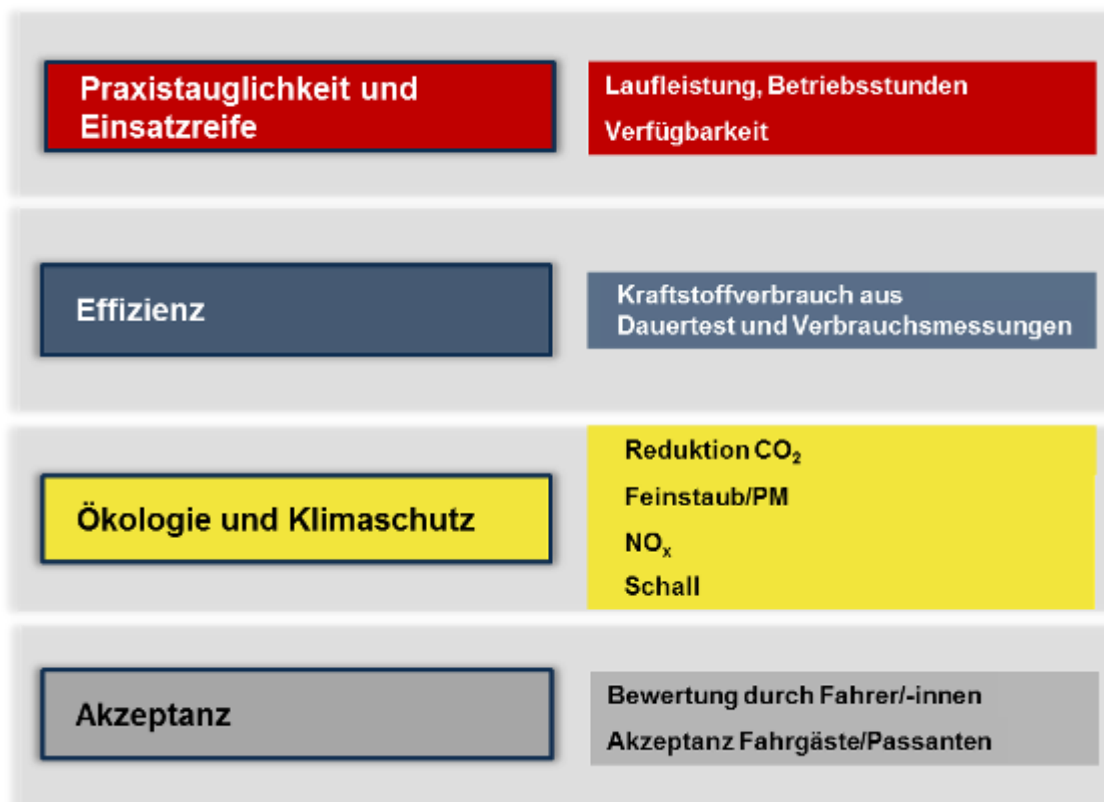 Praxistauglichkeit und
Einsatzreife
Laufleistung, Betriebsstunden
Verfügbarkeit
Effizienz
Kraftstoffverbrauch aus
Dauertest und Verbrauchsmessungen
Ökologie und Klimaschutz
Reduktion CO₂
Feinstaub/PM
NOₓ
Schall
Akzeptanz
Bewertung durch Fahrer/-innen
Akzeptanz Fahrgäste/Passanten